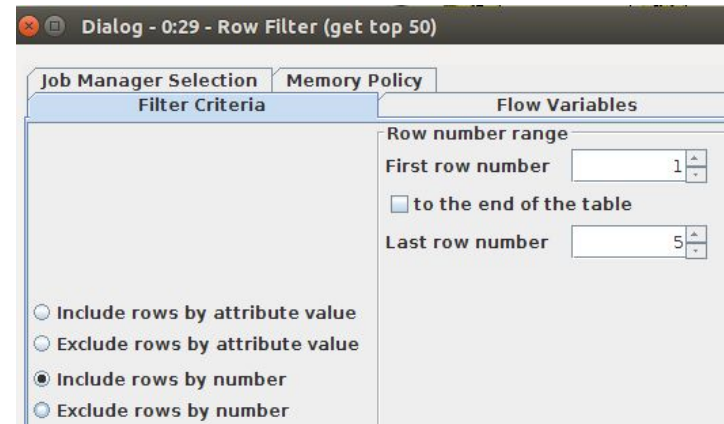 Dialog - 0:29 - Row Filter (get top 50)
Job Manager Selection Memory Policy
Filter Criteria Flow Variables
Row number range
First row number 1
to the end of the table
Last row number 5
Include rows by attribute value
Exclude rows by attribute value
Include rows by number
Exclude rows by number